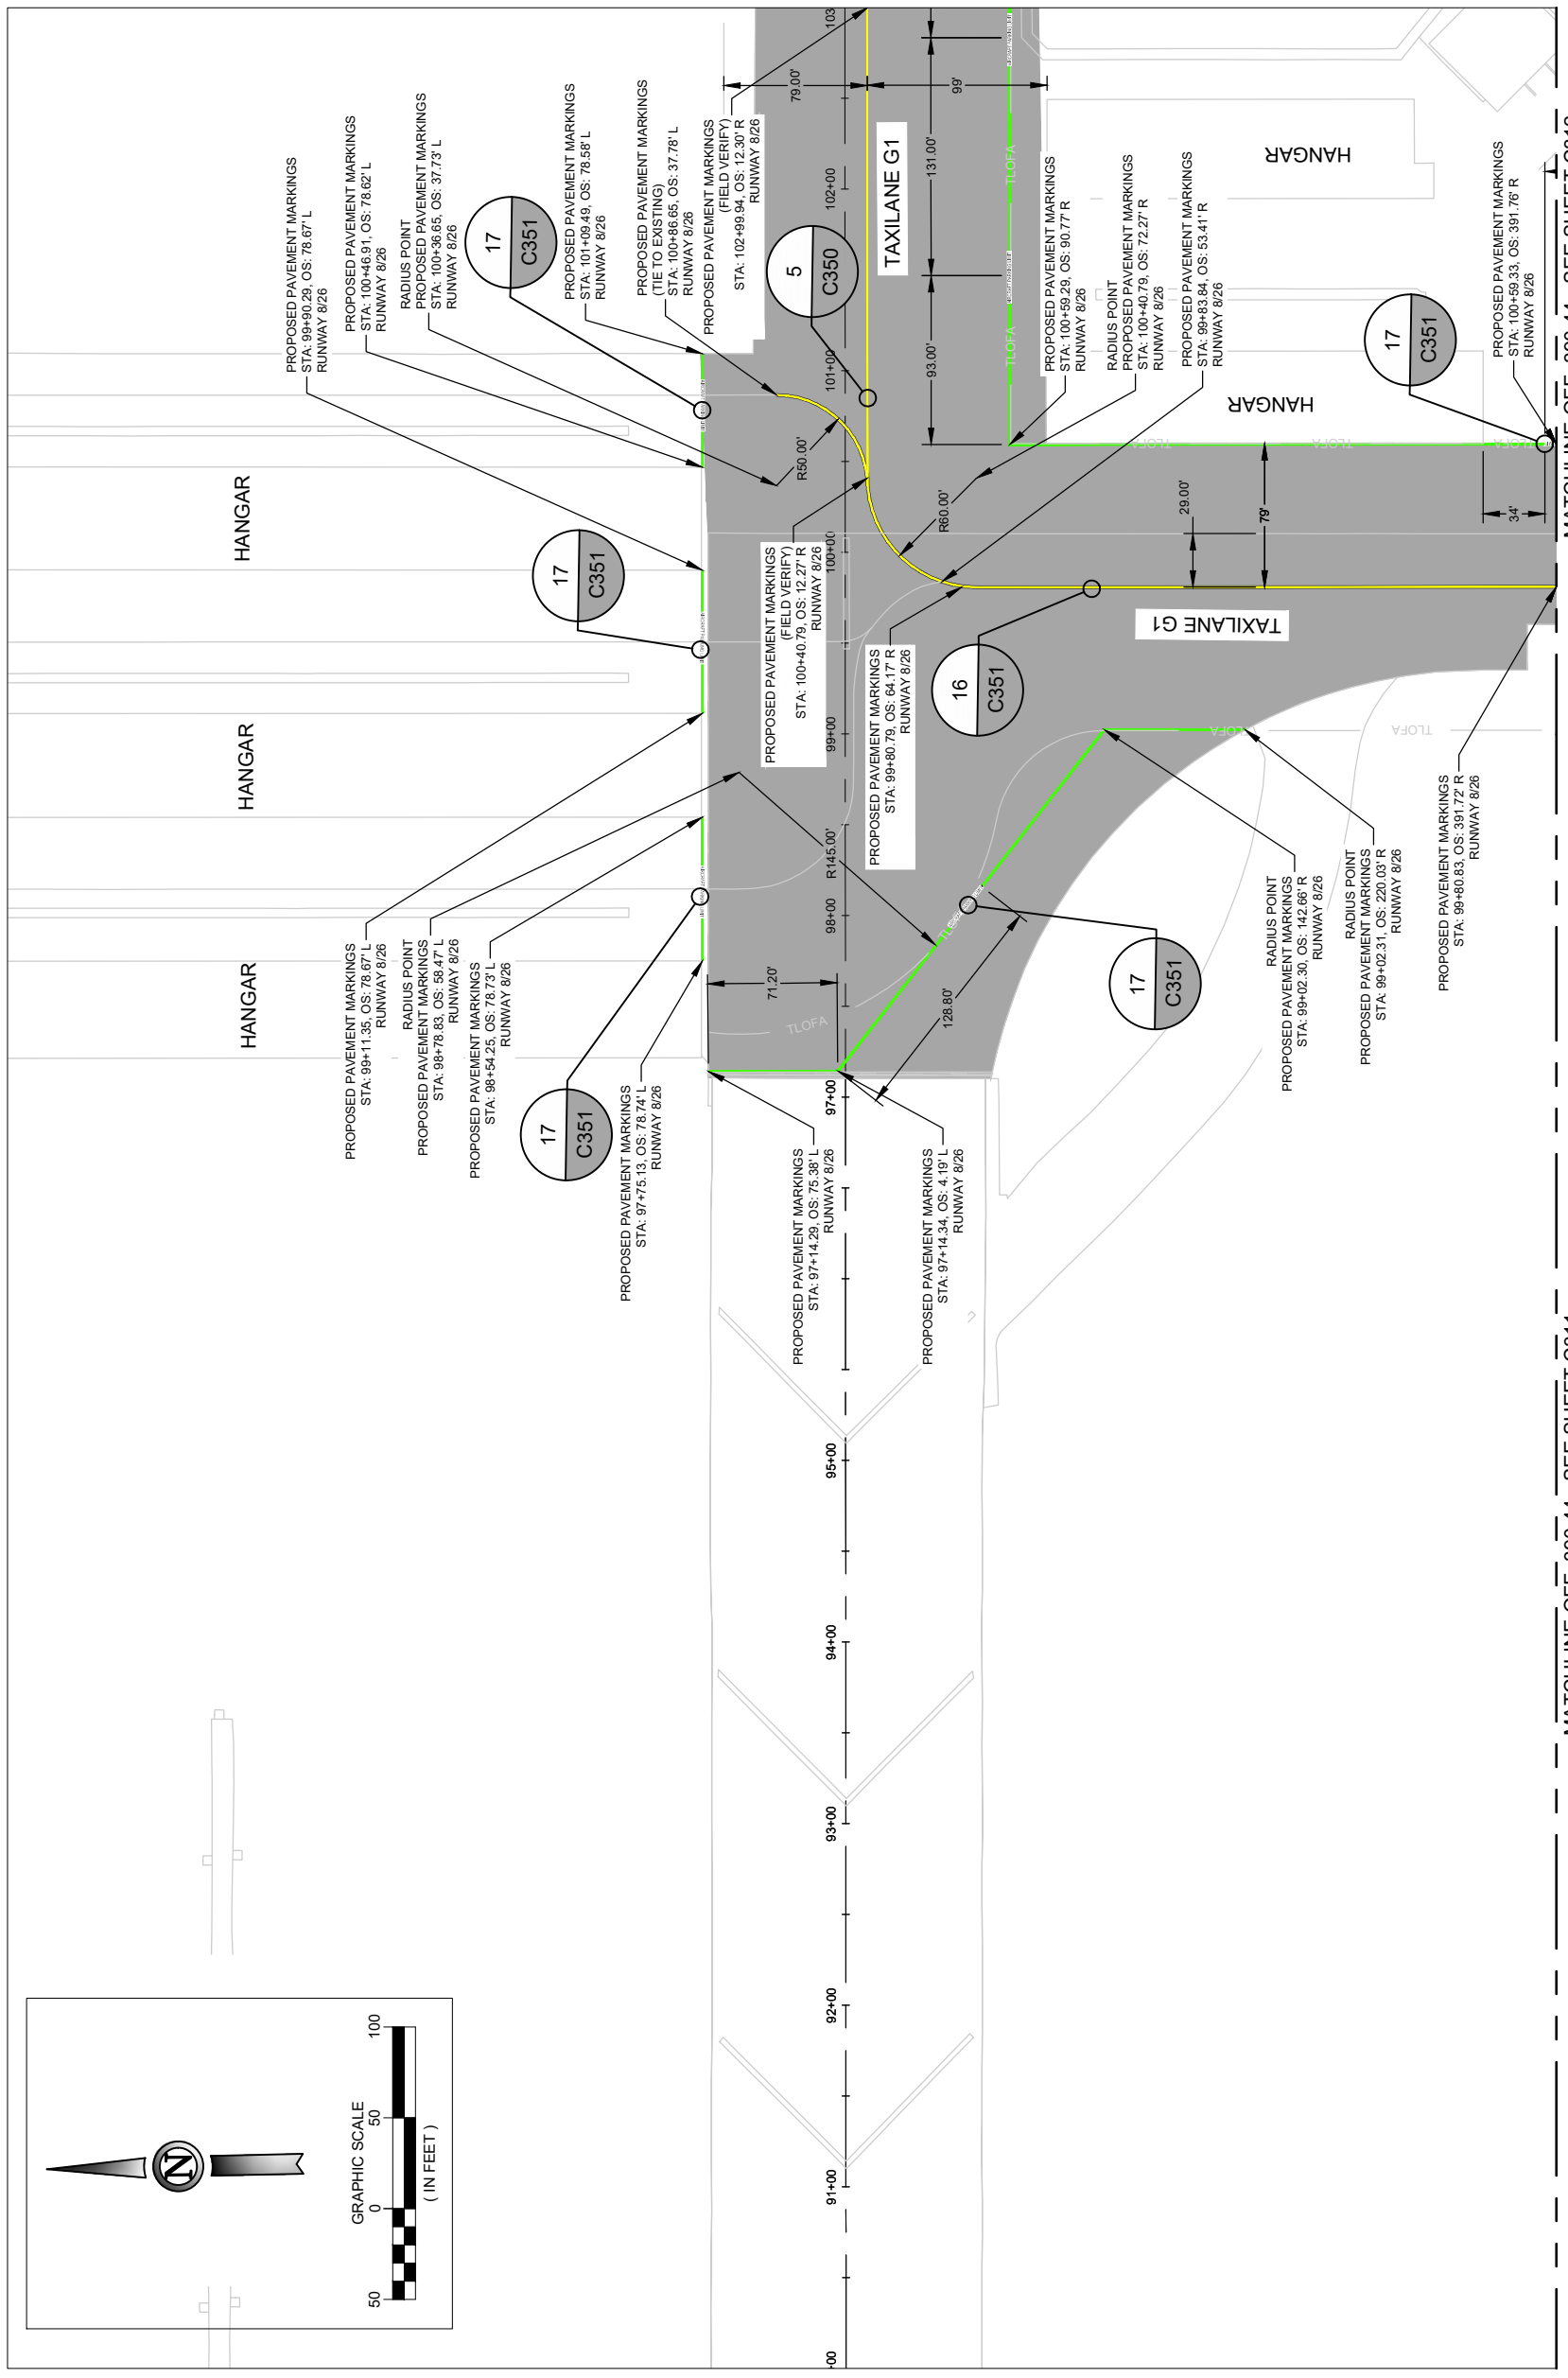 HANGAR
HANGAR
HANGAR
PROPOSED PAVEMENT MARKINGS
STA: 99+90.29, OS: 78.67' L
RUNWAY 8/26
PROPOSED PAVEMENT MARKINGS
STA: 100+46.91, OS: 78.62' L
RUNWAY 8/26
RADIUS POINT
PROPOSED PAVEMENT MARKINGS
STA: 100+36.65, OS: 37.73' L
RUNWAY 8/26
17
C351
PROPOSED PAVEMENT MARKINGS
STA: 101+09.49, OS: 78.58' L
RUNWAY 8/26
PROPOSED PAVEMENT MARKINGS
(TIE TO EXISTING)
STA: 100+86.65, OS: 37.78' L
RUNWAY 8/26
PROPOSED PAVEMENT MARKINGS
(FIELD VERIFY)
STA: 102+99.94, OS: 12.30' R
RUNWAY 8/26
5
C350
17
C351
PROPOSED PAVEMENT MARKINGS
STA: 99+11.35, OS: 78.67' L
RUNWAY 8/26
RADIUS POINT
PROPOSED PAVEMENT MARKINGS
STA: 98+78.83, OS: 58.47' L
RUNWAY 8/26
PROPOSED PAVEMENT MARKINGS
STA: 98+54.25, OS: 78.73' L
RUNWAY 8/26
17
C351
PROPOSED PAVEMENT MARKINGS
STA: 97+75.13, OS: 78.74' L
RUNWAY 8/26
PROPOSED PAVEMENT MARKINGS
STA: 97+14.29, OS: 75.38' L
RUNWAY 8/26
PROPOSED PAVEMENT MARKINGS
STA: 97+14.34, OS: 4.19' L
RUNWAY 8/26
PROPOSED PAVEMENT MARKINGS
(FIELD VERIFY)
STA: 100+40.79, OS: 12.27' R
RUNWAY 8/26
PROPOSED PAVEMENT MARKINGS
STA: 99+80.79, OS: 64.17' R
RUNWAY 8/26
79.00'
99'
131.00'
93.00'
R50.00'
R60.00'
R145.00'
71.20'
128.80'
29.00'
79'
34'
+00
91+00
92+00
93+00
94+00
95+00
97+00
98+00
99+00
100+00
101+00
102+00
103
TAXILANE G1
TAXILANE G1
TLOFA
TLOFA
TLOFA
TLOFA
TLOFA
TLOFA
TLOFA
TLOFA
16
C351
17
C351
PROPOSED PAVEMENT MARKINGS
STA: 100+59.29, OS: 90.77' R
RUNWAY 8/26
RADIUS POINT
PROPOSED PAVEMENT MARKINGS
STA: 100+40.79, OS: 72.27' R
RUNWAY 8/26
PROPOSED PAVEMENT MARKINGS
STA: 99+83.84, OS: 53.41' R
RUNWAY 8/26
HANGAR
HANGAR
17
C351
PROPOSED PAVEMENT MARKINGS
STA: 100+59.33, OS: 391.76' R
RUNWAY 8/26
RADIUS POINT
PROPOSED PAVEMENT MARKINGS
STA: 99+02.30, OS: 142.66' R
RUNWAY 8/26
RADIUS POINT
PROPOSED PAVEMENT MARKINGS
STA: 99+02.31, OS: 220.03' R
RUNWAY 8/26
PROPOSED PAVEMENT MARKINGS
STA: 99+80.83, OS: 391.72' R
RUNWAY 8/26
N
GRAPHIC SCALE
50 0 50 100
( IN FEET )